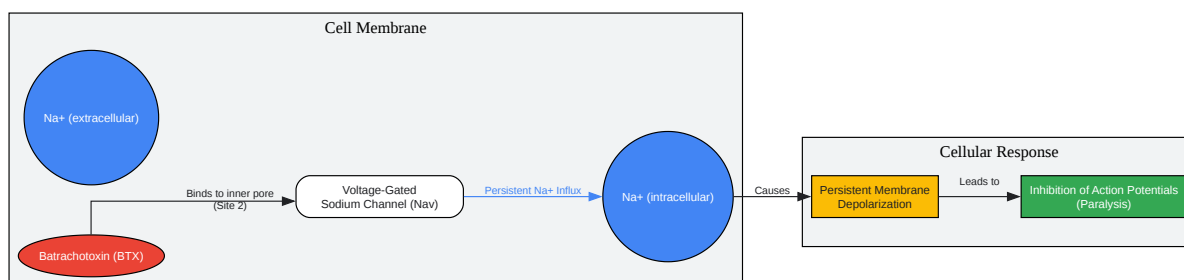 Cell Membrane
Na+ (extracellular)
Binds to inner pore
(Site 2)
Batrachotoxin (BTX)
Voltage-Gated
Sodium Channel (Nav)
Persistent Na+ Influx
Na+ (intracellular)
Causes
Cellular Response
Persistent Membrane
Depolarization
Leads to
Inhibition of Action Potentials
(Paralysis)